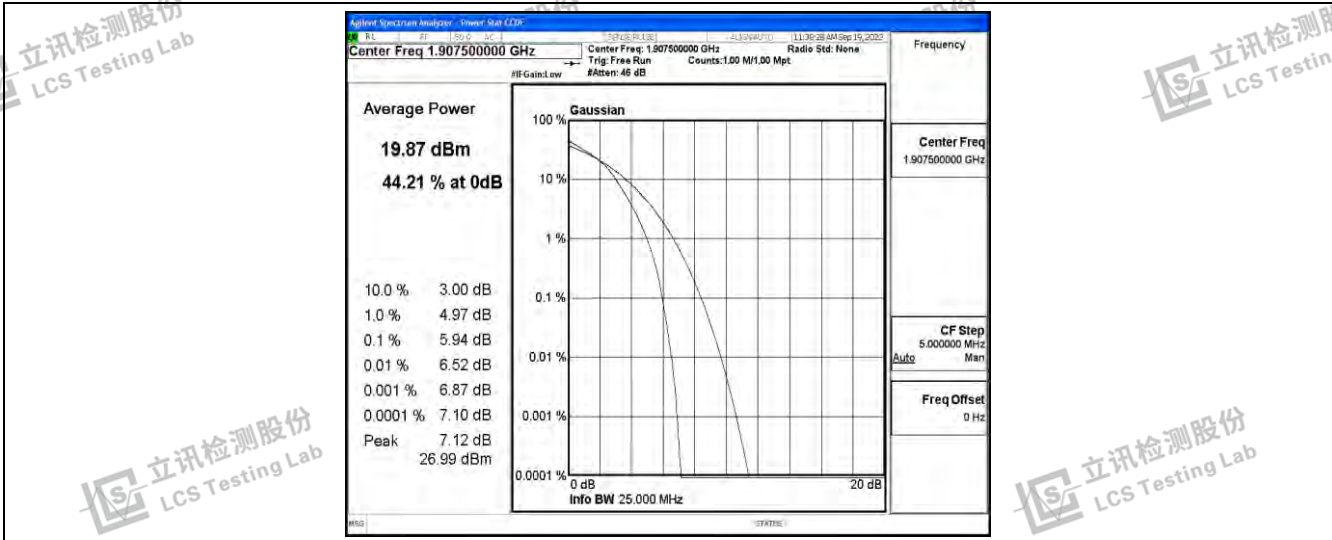 Agilent Spectrum Analyzer - Power Stat CCDF
RL RF 50 Ω AC SENSE:PULSE ALIGNAUTO 11:38:28 AM Sep 19, 2023
Center Freq 1.907500000 GHz
Center Freq: 1.907500000 GHz Radio Std: None
Trig: Free Run Counts:1.00 M/1.00 Mpt
#IFGain:Low #Atten: 46 dB
Frequency
Average Power
19.87 dBm
44.21 % at 0dB
10.0 % 3.00 dB
1.0 % 4.97 dB
0.1 % 5.94 dB
0.01 % 6.52 dB
0.001 % 6.87 dB
0.0001 % 7.10 dB
Peak 7.12 dB
26.99 dBm
Gaussian
100 %
10 %
1 %
0.1 %
0.01 %
0.001 %
0.0001 %
0 dB 20 dB
Info BW 25.000 MHz
Center Freq
1.907500000 GHz
CF Step
5.000000 MHz
Auto Man
Freq Offset
0 Hz
MSG STATUS
立讯检测股份
LCS Testing Lab
立讯检测股
LCS Testin
立讯检测股份
LCS Testing Lab
立讯检测股份
LCS Testing Lab